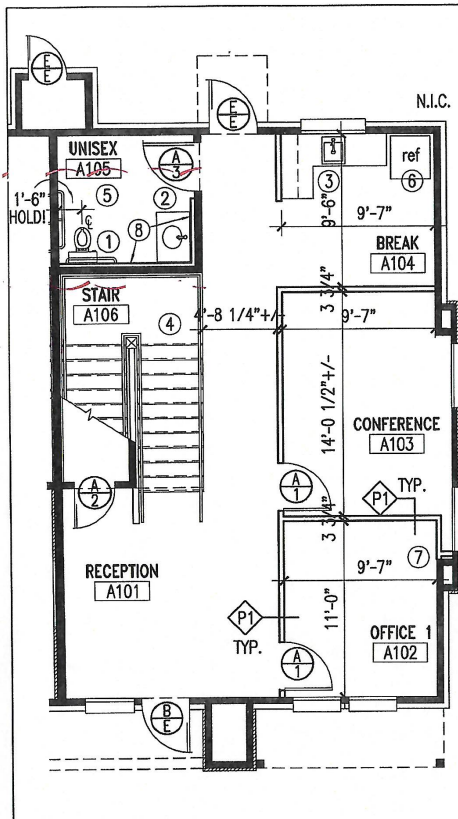 E
E
N.I.C.
E
E
UNISEX
A105
A
3
ref
6
3
5
2
1'-6"
HOLD!
C
L
1
8
9'-6"
9'-7"
BREAK
A104
STAIR
A106
4
4'-8 1/4"+/-
3 3/4"
9'-7"
14'-0 1/2"+/-
CONFERENCE
A103
A
1
P1
TYP.
A
2
3 3/4"
7
RECEPTION
A101
9'-7"
P1
TYP.
11'-0"
OFFICE 1
A102
A
1
B
E